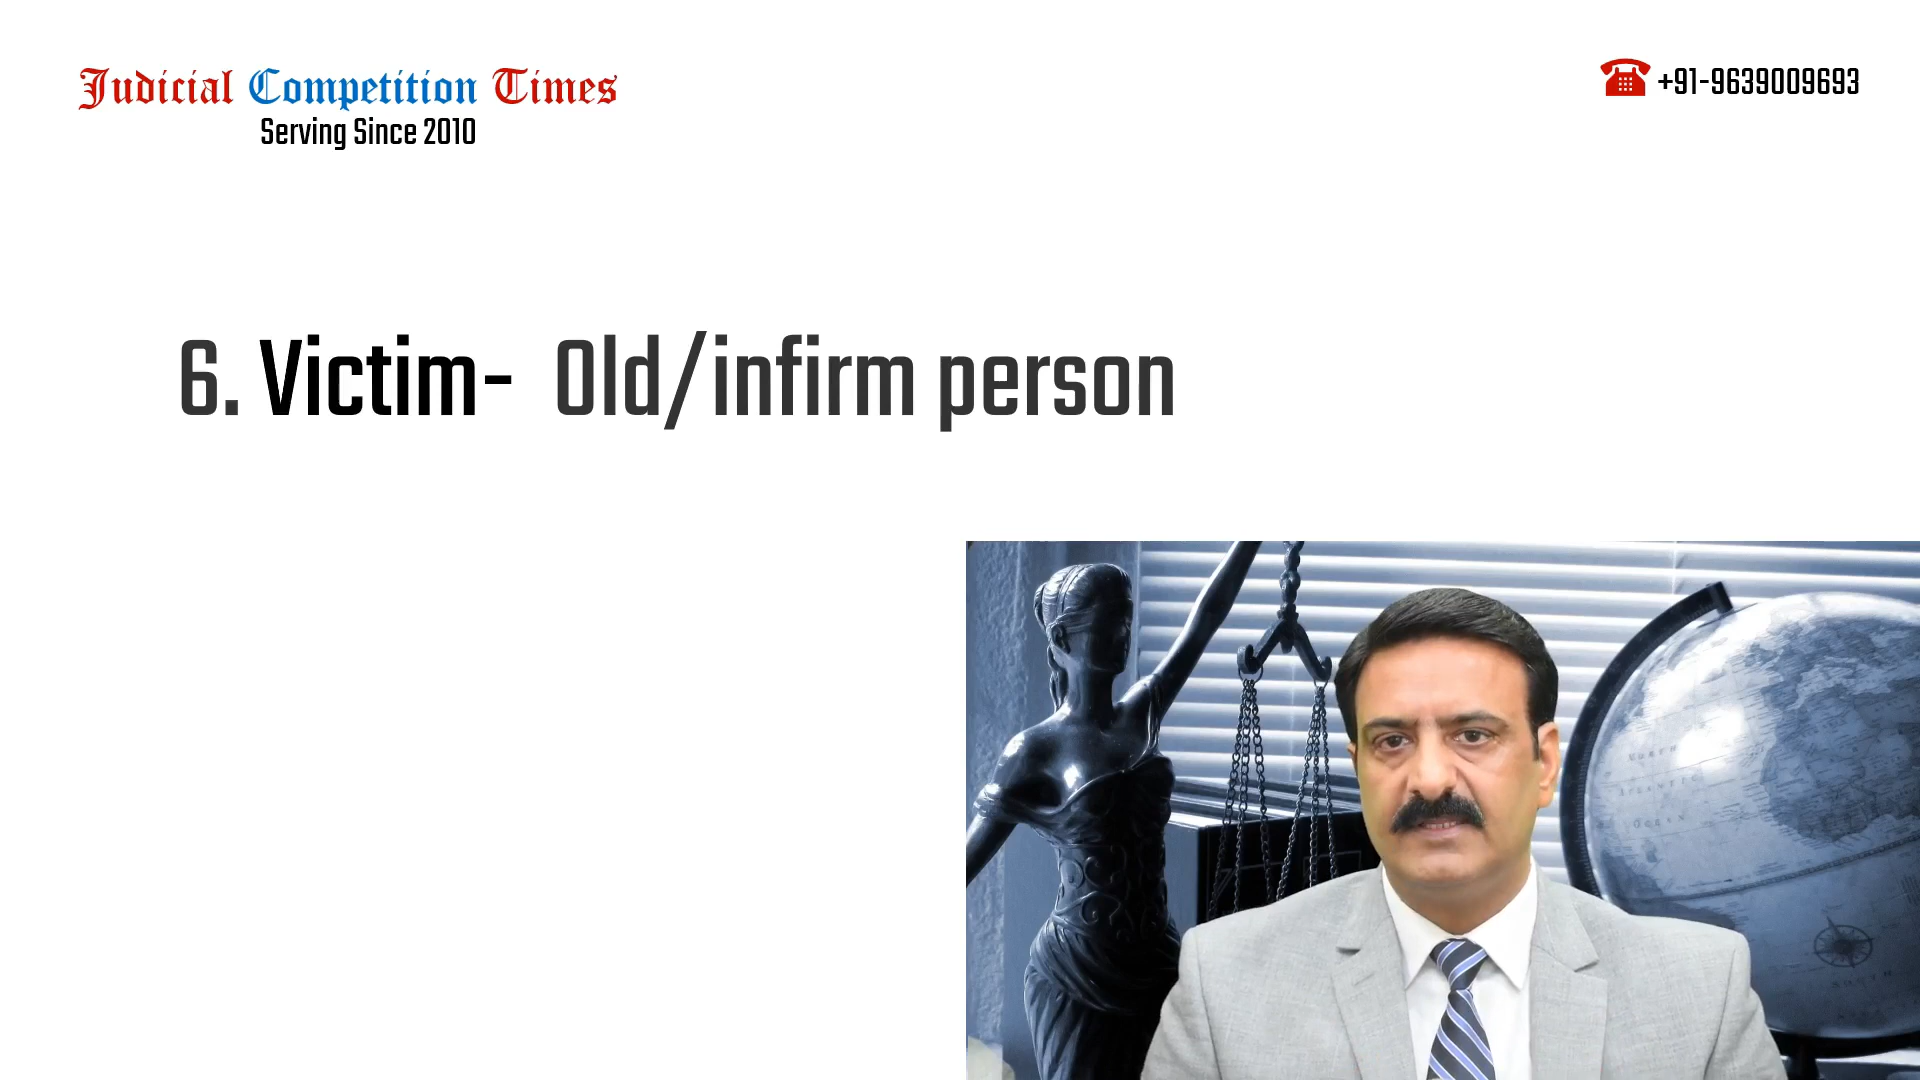 Judicial Competition Times
Serving Since 2010
+91-9639009693
6. Victim- Old/infirm person